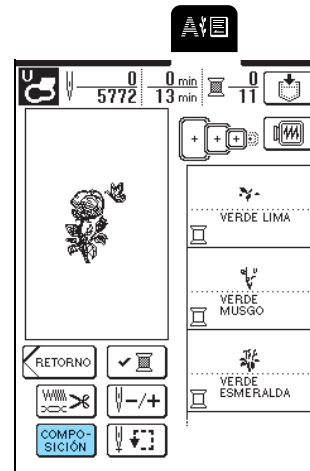 A
U
0
5772
0 min
13 min
0
11
VERDE LIMA
VERDE
MUSGO
VERDE
ESMERALDA
RETORNO
-/+
COMPO-
SICIÓN